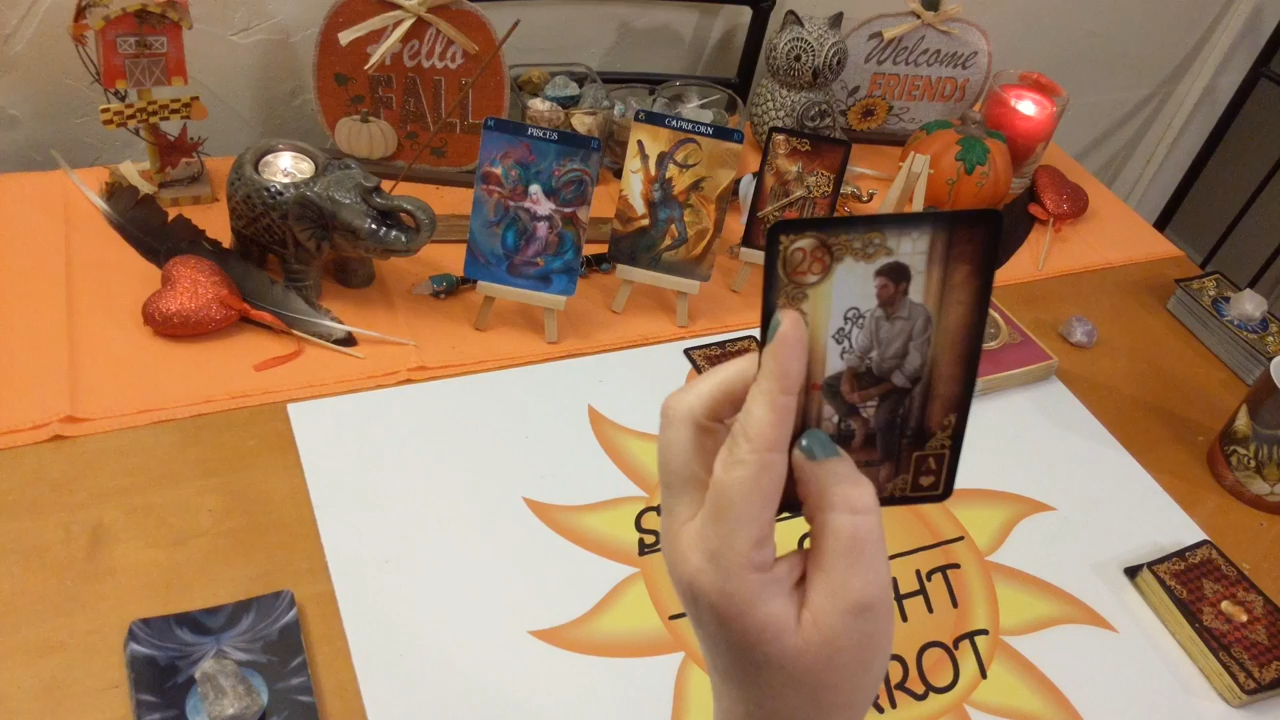 Hello
FALL
Welcome
FRIENDS
PISCES
12
CAPRICORN
10
28
A
S
HT
AROT